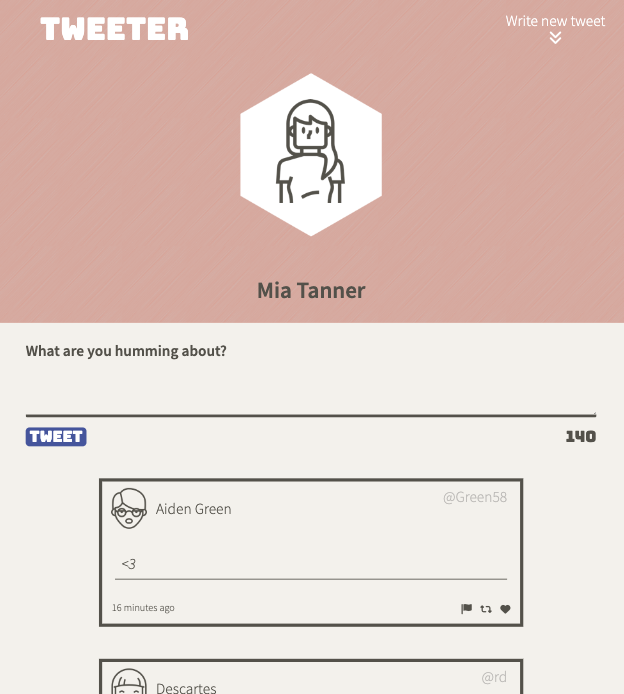 TWEETER
Write new tweet
Mia Tanner
What are you humming about?
TWEET
140
Aiden Green
@Green58
<3
16 minutes ago
Descartes
@rd